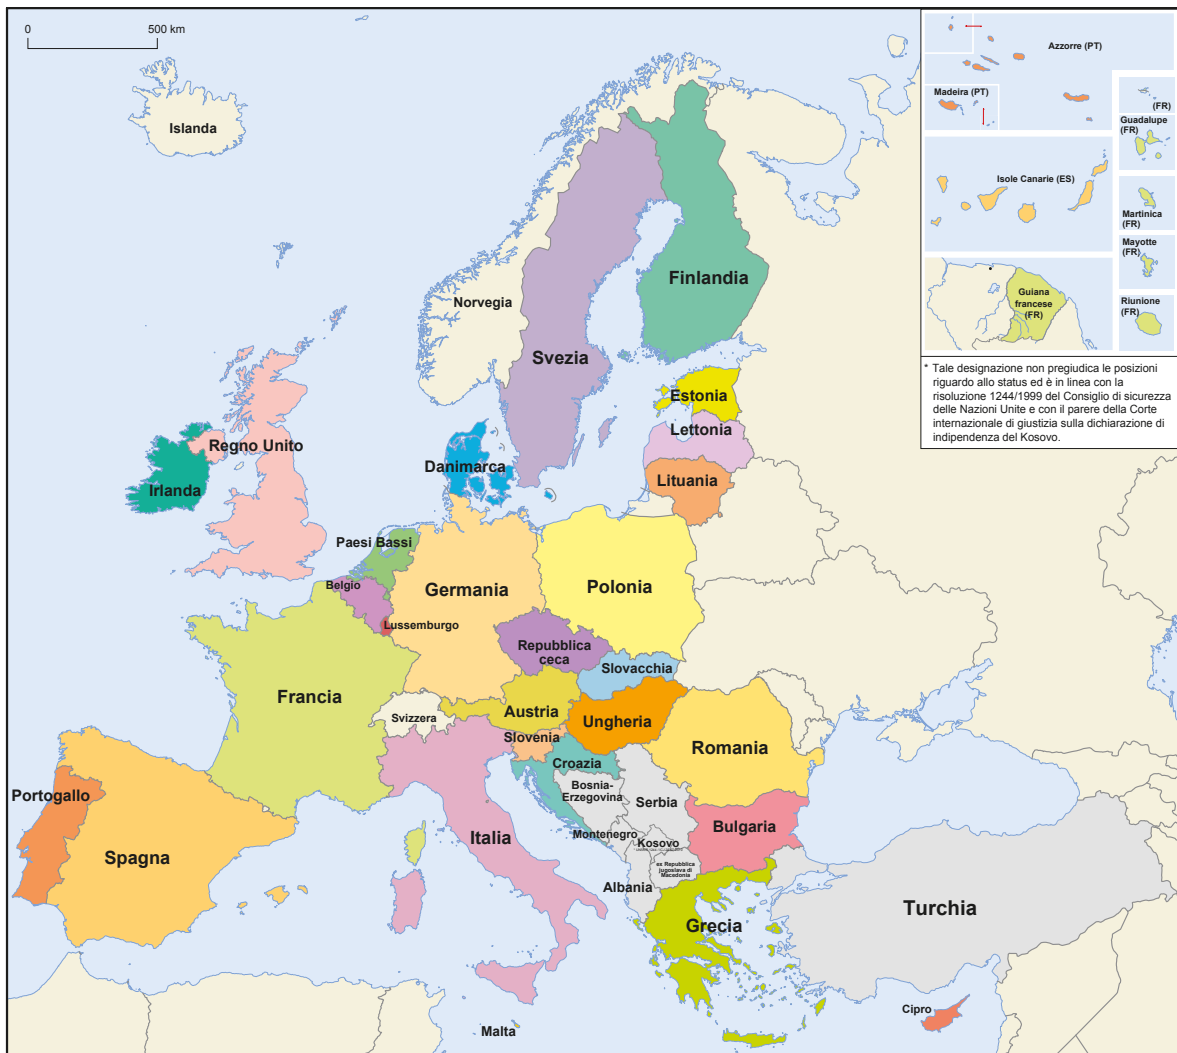 0
500 km
Islanda
Norvegia
Svezia
Finlandia
Estonia
Lettonia
Lituania
Danimarca
Regno Unito
Irlanda
Paesi Bassi
Belgio
Lussemburgo
Germania
Polonia
Repubblica
ceca
Slovacchia
Francia
Svizzera
Austria
Ungheria
Slovenia
Croazia
Romania
Bosnia-
Erzegovina
Serbia
Montenegro
Kosovo
Bulgaria
ex Repubblica
jugoslava di
Macedonia
Albania
Portogallo
Spagna
Italia
Grecia
Turchia
Malta
Cipro
Azzorre (PT)
Madeira (PT)
(FR)
Guadalupe
(FR)
Isole Canarie (ES)
Martinica
(FR)
Mayotte
(FR)
Guiana
francese
(FR)
Riunione
(FR)
* Tale designazione non pregiudica le posizioni
riguardo allo status ed è in linea con la
risoluzione 1244/1999 del Consiglio di sicurezza
delle Nazioni Unite e con il parere della Corte
internazionale di giustizia sulla dichiarazione di
indipendenza del Kosovo.